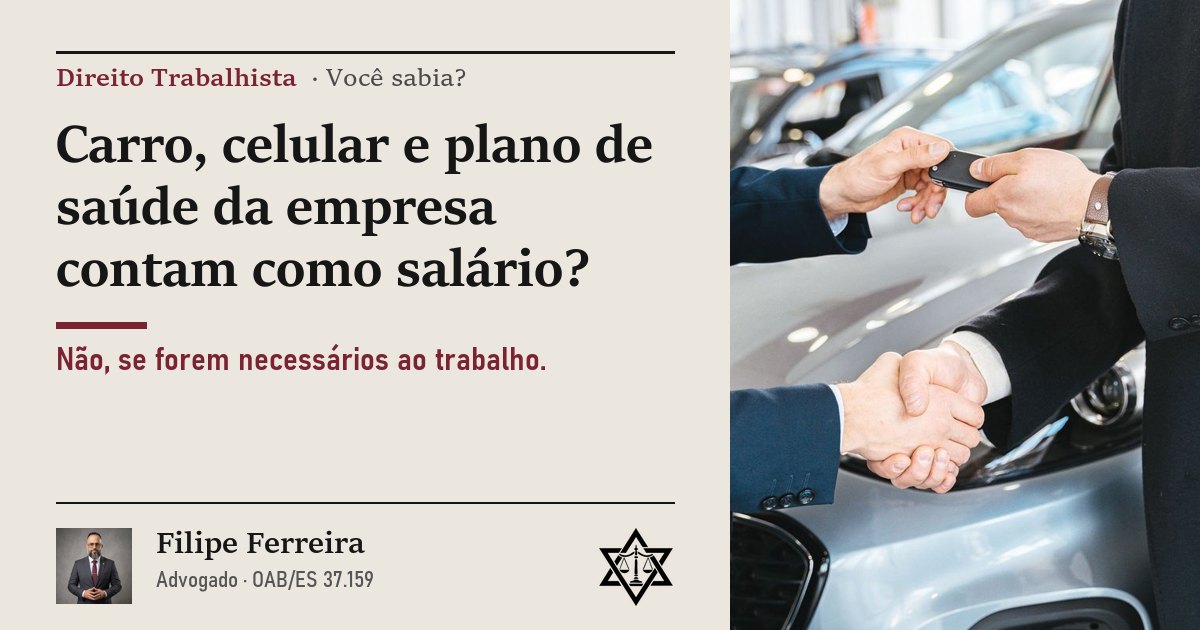 Direito Trabalhista · Você sabia?
Carro, celular e plano de
saúde da empresa
contam como salário?
Não, se forem necessários ao trabalho.
Filipe Ferreira
Advogado · OAB/ES 37.159